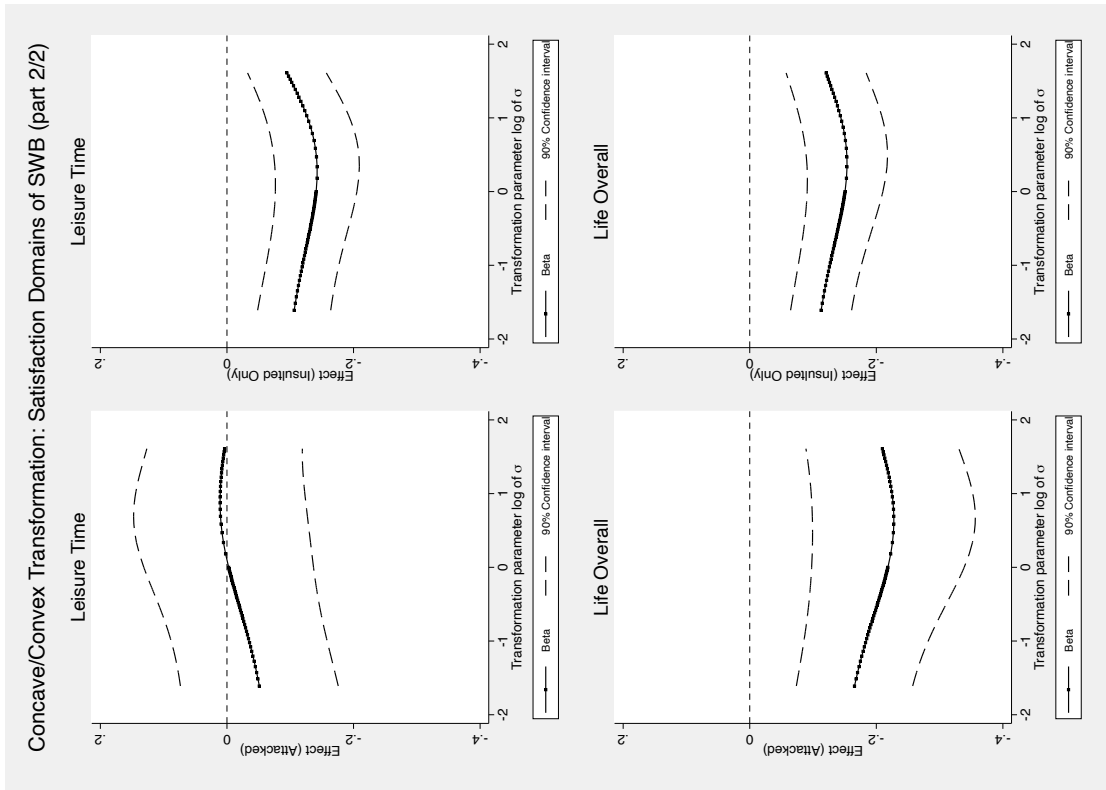 Concave/Convex Transformation: Satisfaction Domains of SWB (part 2/2)
Leisure Time
Effect (Attacked)
.2
0
-.2
-.4
-2 -1 0 1 2
Transformation parameter log of σ
Beta 90% Confidence interval
Leisure Time
Effect (Insulted Only)
.2
0
-.2
-.4
-2 -1 0 1 2
Transformation parameter log of σ
Beta 90% Confidence interval
Life Overall
Effect (Attacked)
.2
0
-.2
-.4
-2 -1 0 1 2
Transformation parameter log of σ
Beta 90% Confidence interval
Life Overall
Effect (Insulted Only)
.2
0
-.2
-.4
-2 -1 0 1 2
Transformation parameter log of σ
Beta 90% Confidence interval